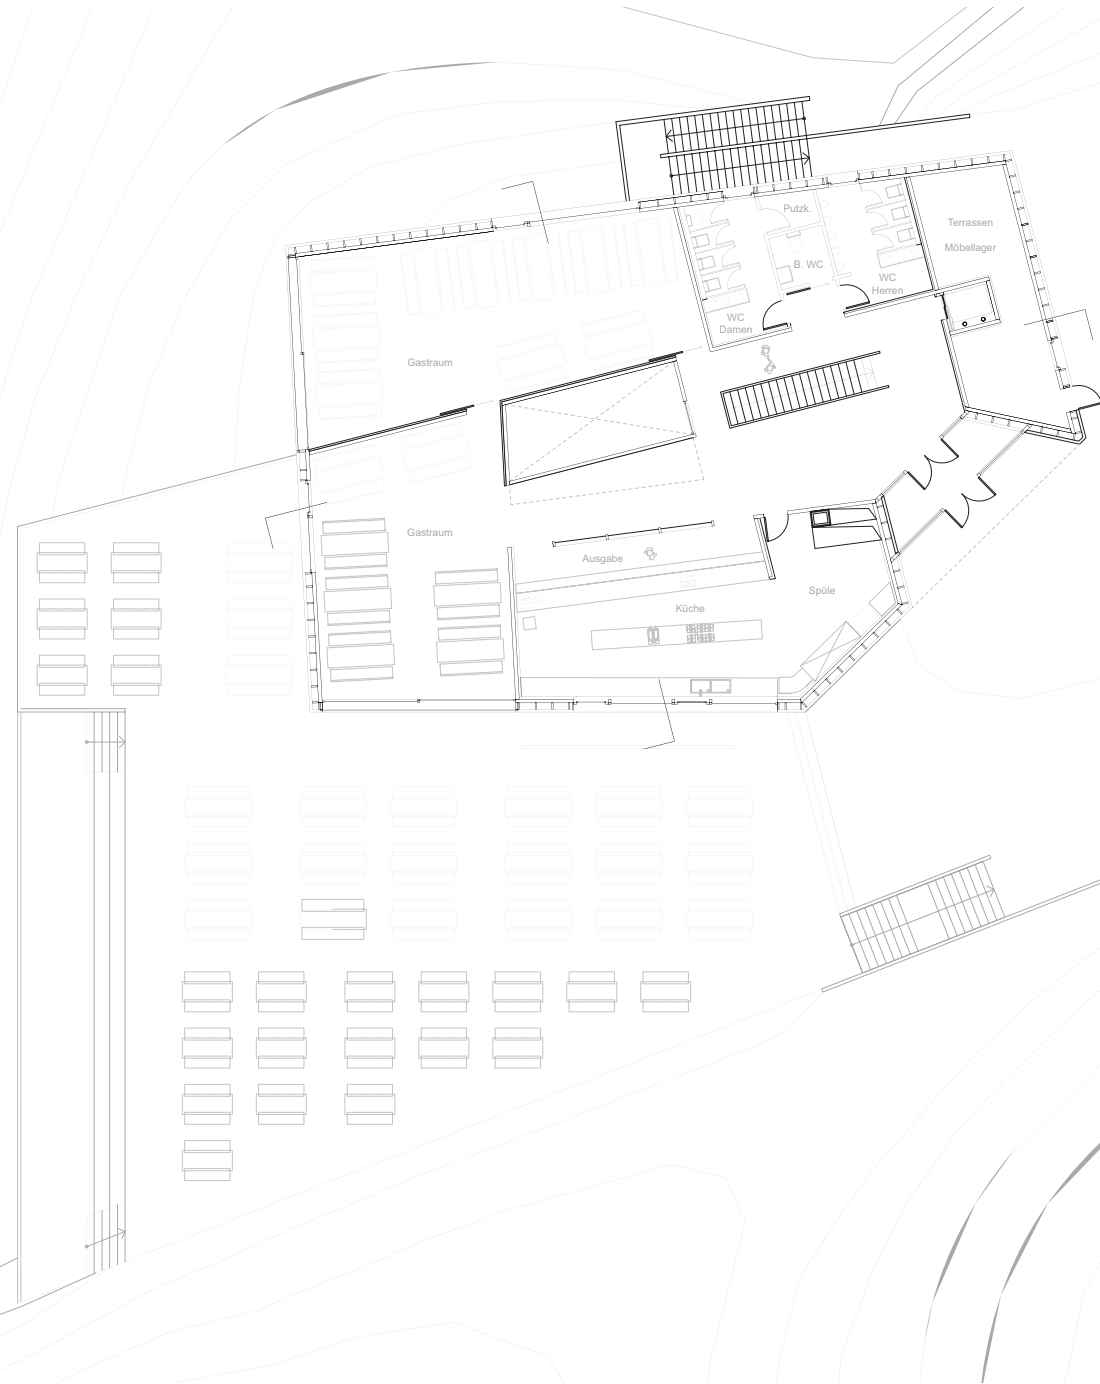 Putzk.
Terrassen
Möbellager
B. WC
WC
Herren
WC
Damen
Gastraum
Gastraum
Ausgabe
Spüle
Küche